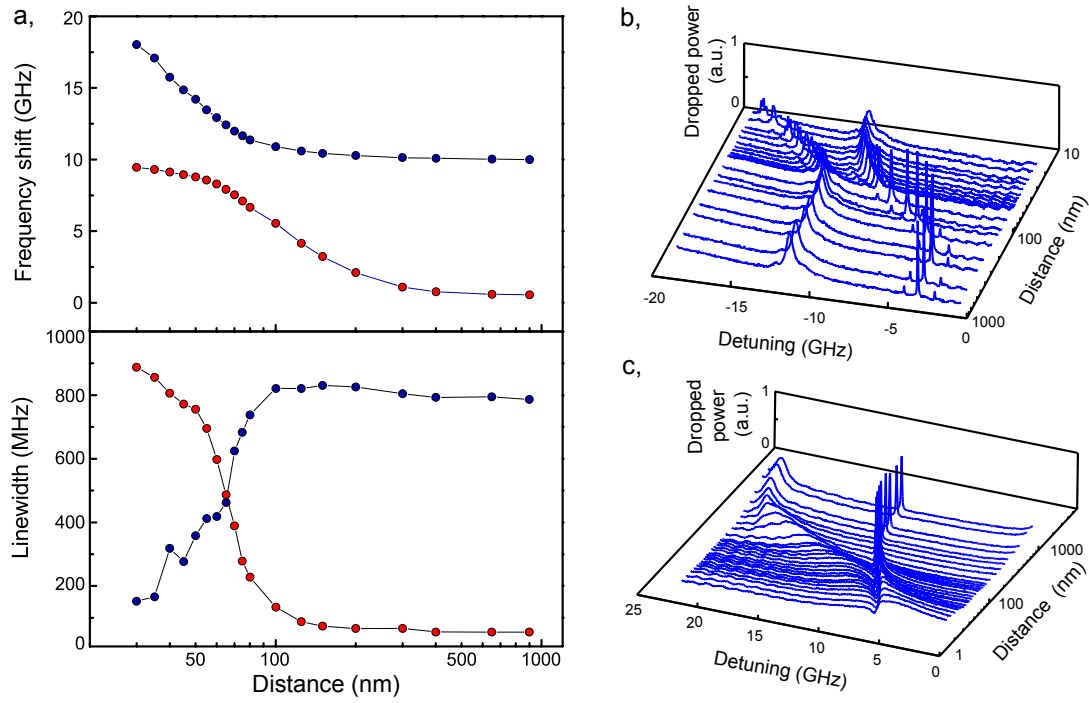 a,
20
15
10
5
0
Frequency shift (GHz)
1000
800
600
400
200
0
Linewidth (MHz)
50
100
500
1000
Distance (nm)
b,
Dropped power
(a.u.)
1
0
10
100
1000
Distance (nm)
-20
-15
-10
-5
0
Detuning (GHz)
c,
Dropped
power
(a.u.)
1
0
1000
100
1
Distance (nm)
25
20
15
10
5
0
Detuning (GHz)